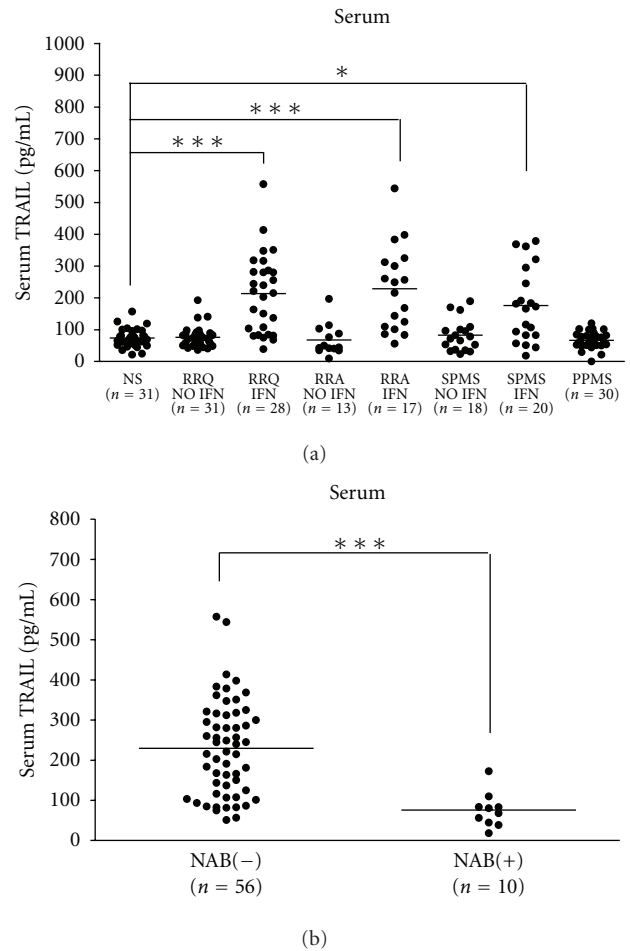 Serum
1000
900
800
700
600
500
400
300
200
100
0
Serum TRAIL (pg/mL)
*
***
***
NS
(n = 31)
RRQ
NO IFN
(n = 31)
RRQ
IFN
(n = 28)
RRA
NO IFN
(n = 13)
RRA
IFN
(n = 17)
SPMS
NO IFN
(n = 18)
SPMS
IFN
(n = 20)
PPMS
(n = 30)
(a)
Serum
800
700
600
500
400
300
200
100
0
Serum TRAIL (pg/mL)
***
NAB(−)
(n = 56)
NAB(+)
(n = 10)
(b)